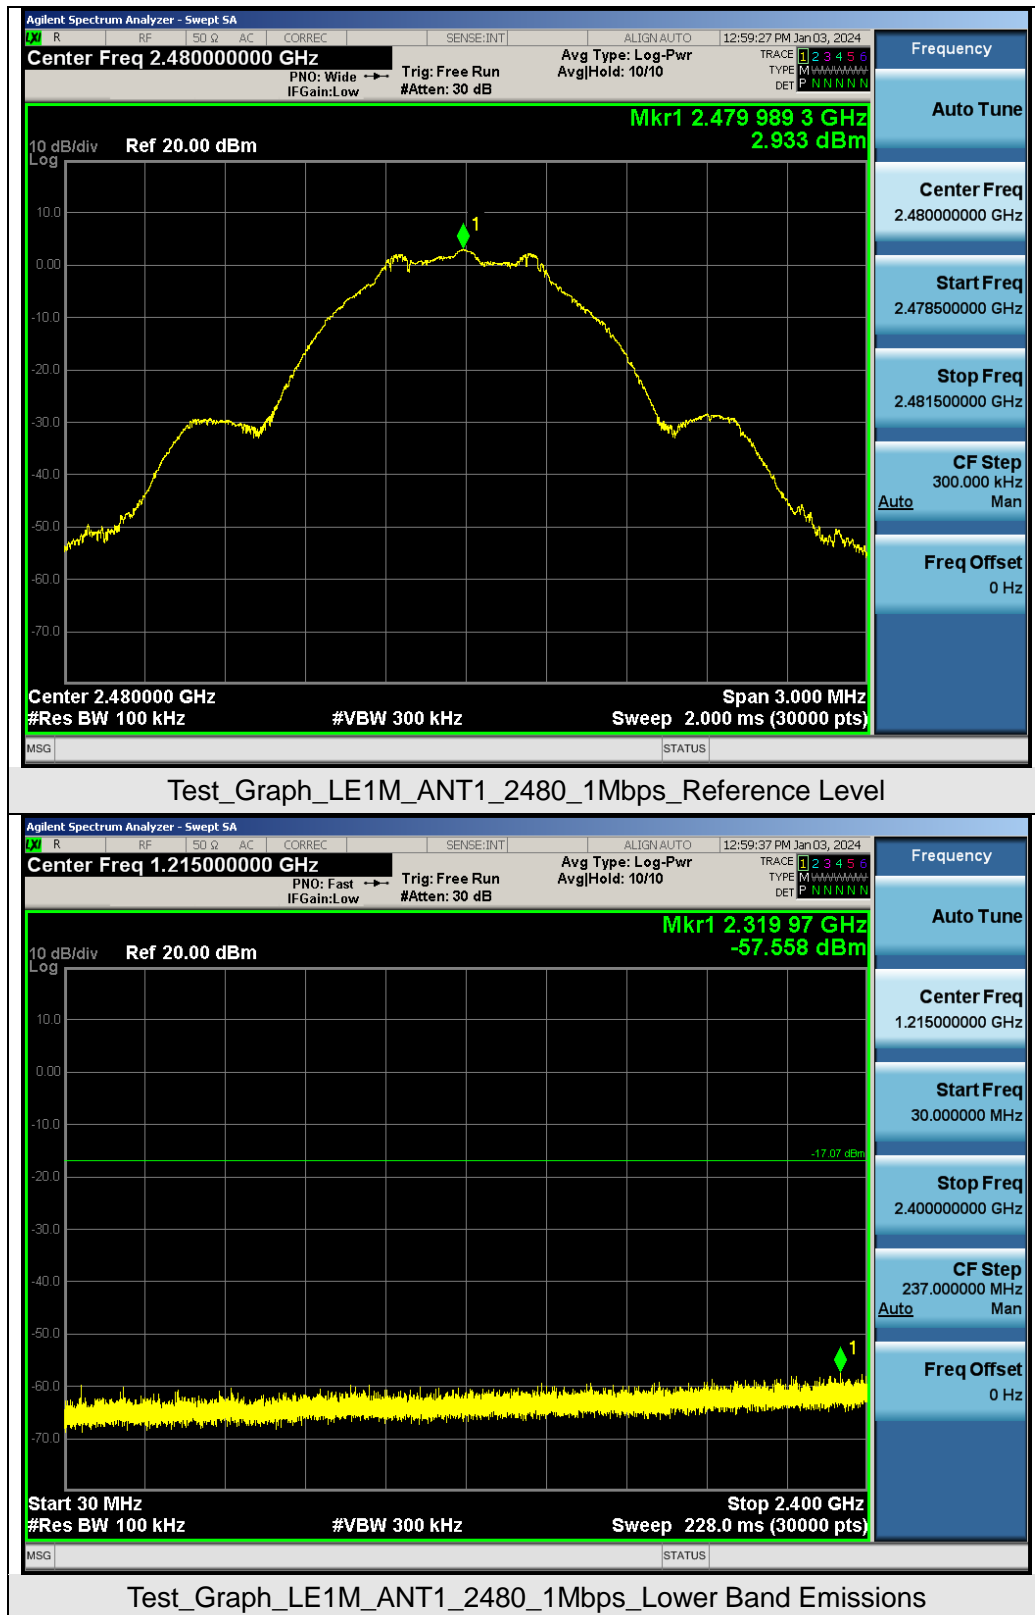 Agilent Spectrum Analyzer - Swept SA
LXI R RF 50 Ω AC CORREC SENSE:INT ALIGN AUTO 12:59:27 PM Jan 03, 2024
Center Freq 2.480000000 GHz
PNO: Wide
IFGain:Low
Trig: Free Run
#Atten: 30 dB
Avg Type: Log-Pwr
Avg|Hold: 10/10
TRACE 1 2 3 4 5 6
TYPE M
DET P N N N N N
Mkr1 2.479 989 3 GHz
2.933 dBm
10 dB/div Ref 20.00 dBm
Log
1
10.0
0.00
-10.0
-20.0
-30.0
-40.0
-50.0
-60.0
-70.0
Center 2.480000 GHz Span 3.000 MHz
#Res BW 100 kHz #VBW 300 kHz Sweep 2.000 ms (30000 pts)
MSG STATUS
Frequency
Auto Tune
Center Freq
2.480000000 GHz
Start Freq
2.478500000 GHz
Stop Freq
2.481500000 GHz
CF Step
300.000 kHz
Auto Man
Freq Offset
0 Hz
Test_Graph_LE1M_ANT1_2480_1Mbps_Reference Level
Agilent Spectrum Analyzer - Swept SA
LXI R RF 50 Ω AC CORREC SENSE:INT ALIGN AUTO 12:59:37 PM Jan 03, 2024
Center Freq 1.215000000 GHz
PNO: Fast
IFGain:Low
Trig: Free Run
#Atten: 30 dB
Avg Type: Log-Pwr
Avg|Hold: 10/10
TRACE 1 2 3 4 5 6
TYPE M
DET P N N N N N
Mkr1 2.319 97 GHz
-57.558 dBm
10 dB/div Ref 20.00 dBm
Log
10.0
0.00
-10.0
-17.07 dBm
-20.0
-30.0
-40.0
-50.0
1
-60.0
-70.0
Start 30 MHz Stop 2.400 GHz
#Res BW 100 kHz #VBW 300 kHz Sweep 228.0 ms (30000 pts)
MSG STATUS
Frequency
Auto Tune
Center Freq
1.215000000 GHz
Start Freq
30.000000 MHz
Stop Freq
2.400000000 GHz
CF Step
237.000000 MHz
Auto Man
Freq Offset
0 Hz
Test_Graph_LE1M_ANT1_2480_1Mbps_Lower Band Emissions